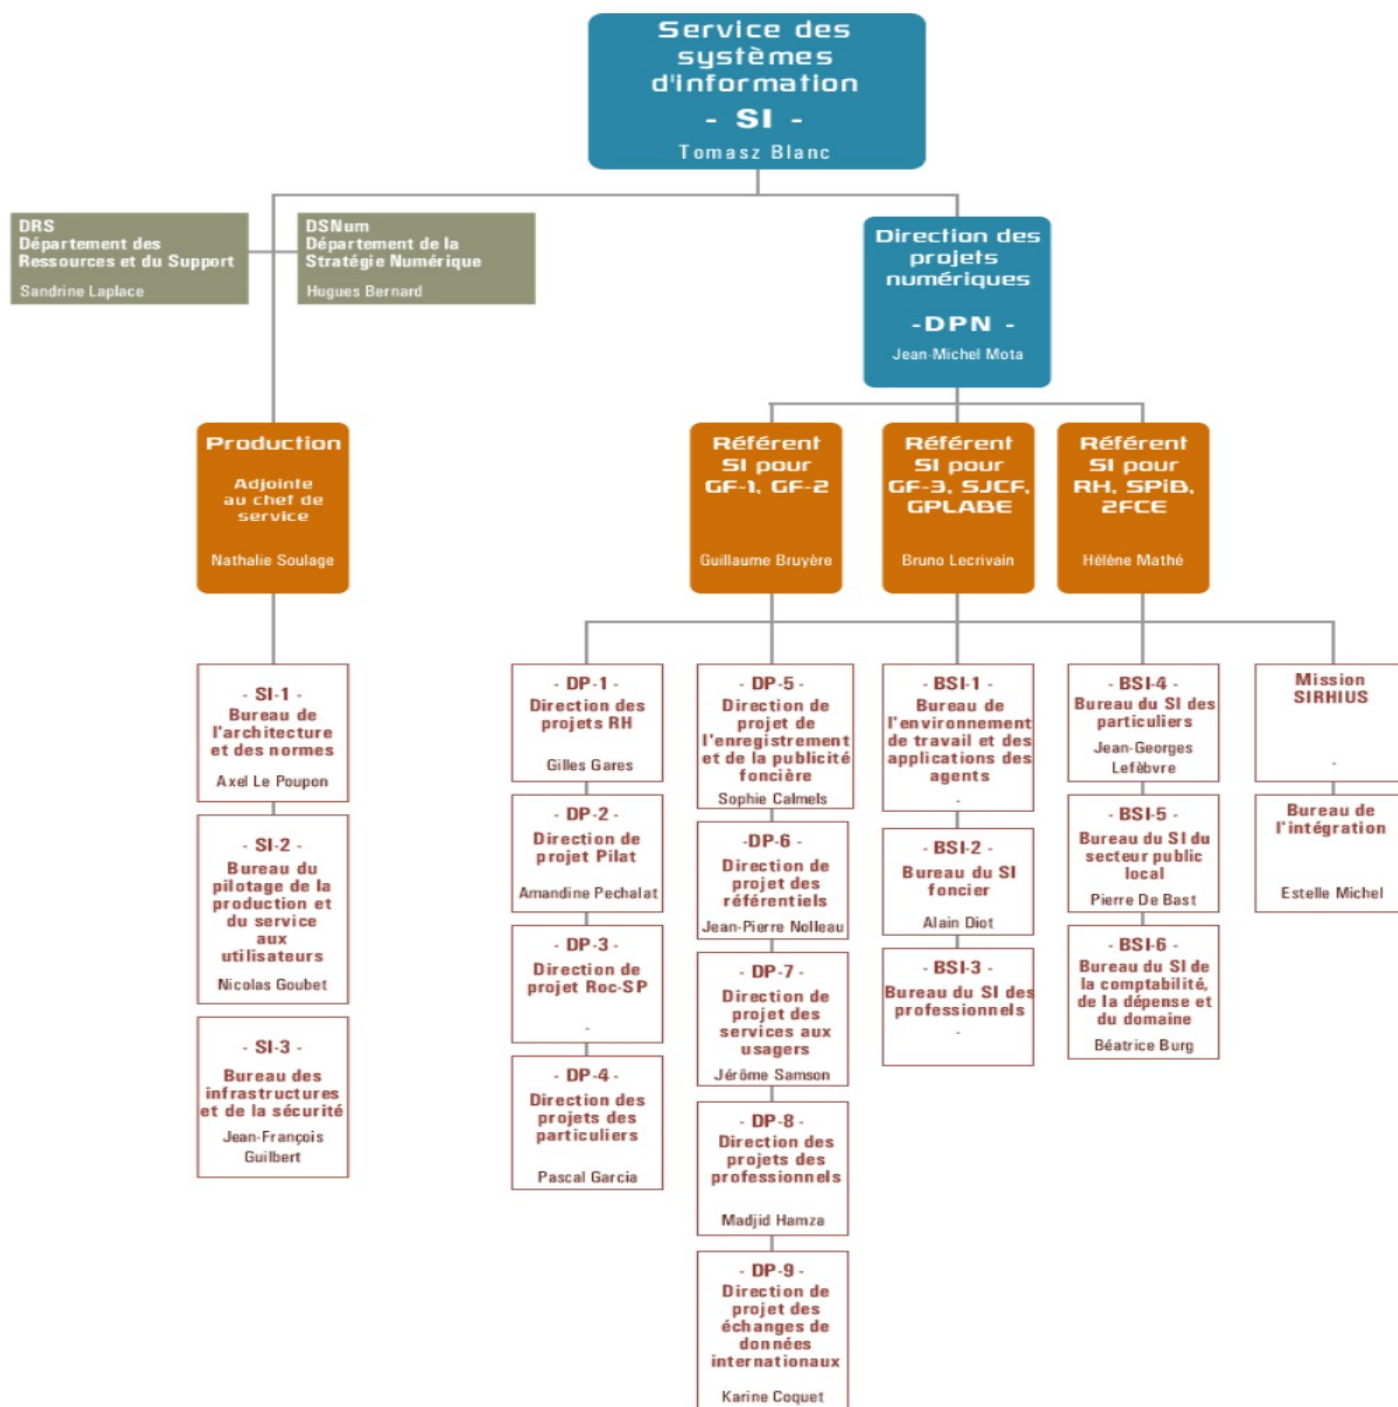 Service des
systèmes
d'information
- SI -
Tomasz Blanc
DRS
Département des
Ressources et du Support
Sandrine Laplace
DSNum
Département de la
Stratégie Numérique
Hugues Bernard
Direction des
projets
numériques
-DPN -
Jean-Michel Mota
Production
Adjointe
au chef de
service
Nathalie Soulage
Référent
SI pour
GF-1, GF-2
Guillaume Bruyère
Référent
SI pour
GF-3, SJCF,
GPLABE
Bruno Lecrivain
Référent
SI pour
RH, SPiB,
2FCE
Hélène Mathé
- SI-1 -
Bureau de
l'architecture
et des normes
Axel Le Poupon
- SI-2 -
Bureau du
pilotage de la
production et
du service
aux
utilisateurs
Nicolas Goubet
- SI-3 -
Bureau des
infrastructures
et de la sécurité
Jean-François
Guilbert
- DP-1 -
Direction des
projets RH
Gilles Gares
- DP-2 -
Direction de
projet Pilat
Amandine Pechalat
- DP-3 -
Direction de
projet Roc-SP
-
- DP-4 -
Direction des
projets des
particuliers
Pascal Garcia
- DP-5 -
Direction de
projet de
l'enregistrement
et de la publicité
foncière
Sophie Calmels
-DP-6 -
Direction de
projet des
référentiels
Jean-Pierre Nolleau
- DP-7 -
Direction de
projet des
services aux
usagers
Jérôme Samson
- DP-8 -
Direction des
projets des
professionnels
Madjid Hamza
- DP-9 -
Direction de
projet des
échanges de
données
internationaux
Karine Coquet
- BSI-1 -
Bureau de
l'environnement
de travail et des
applications des
agents
-
- BSI-2 -
Bureau du SI
foncier
Alain Diot
- BSI-3 -
Bureau du SI des
professionnels
-
- BSI-4 -
Bureau du SI des
particuliers
Jean-Georges
Lefèbvre
- BSI-5 -
Bureau du SI du
secteur public
local
Pierre De Bast
- BSI-6 -
Bureau du SI de
la comptabilité,
de la dépense et
du domaine
Béatrice Burg
Mission
SIRHIUS
-
Bureau de
l'intégration
Estelle Michel